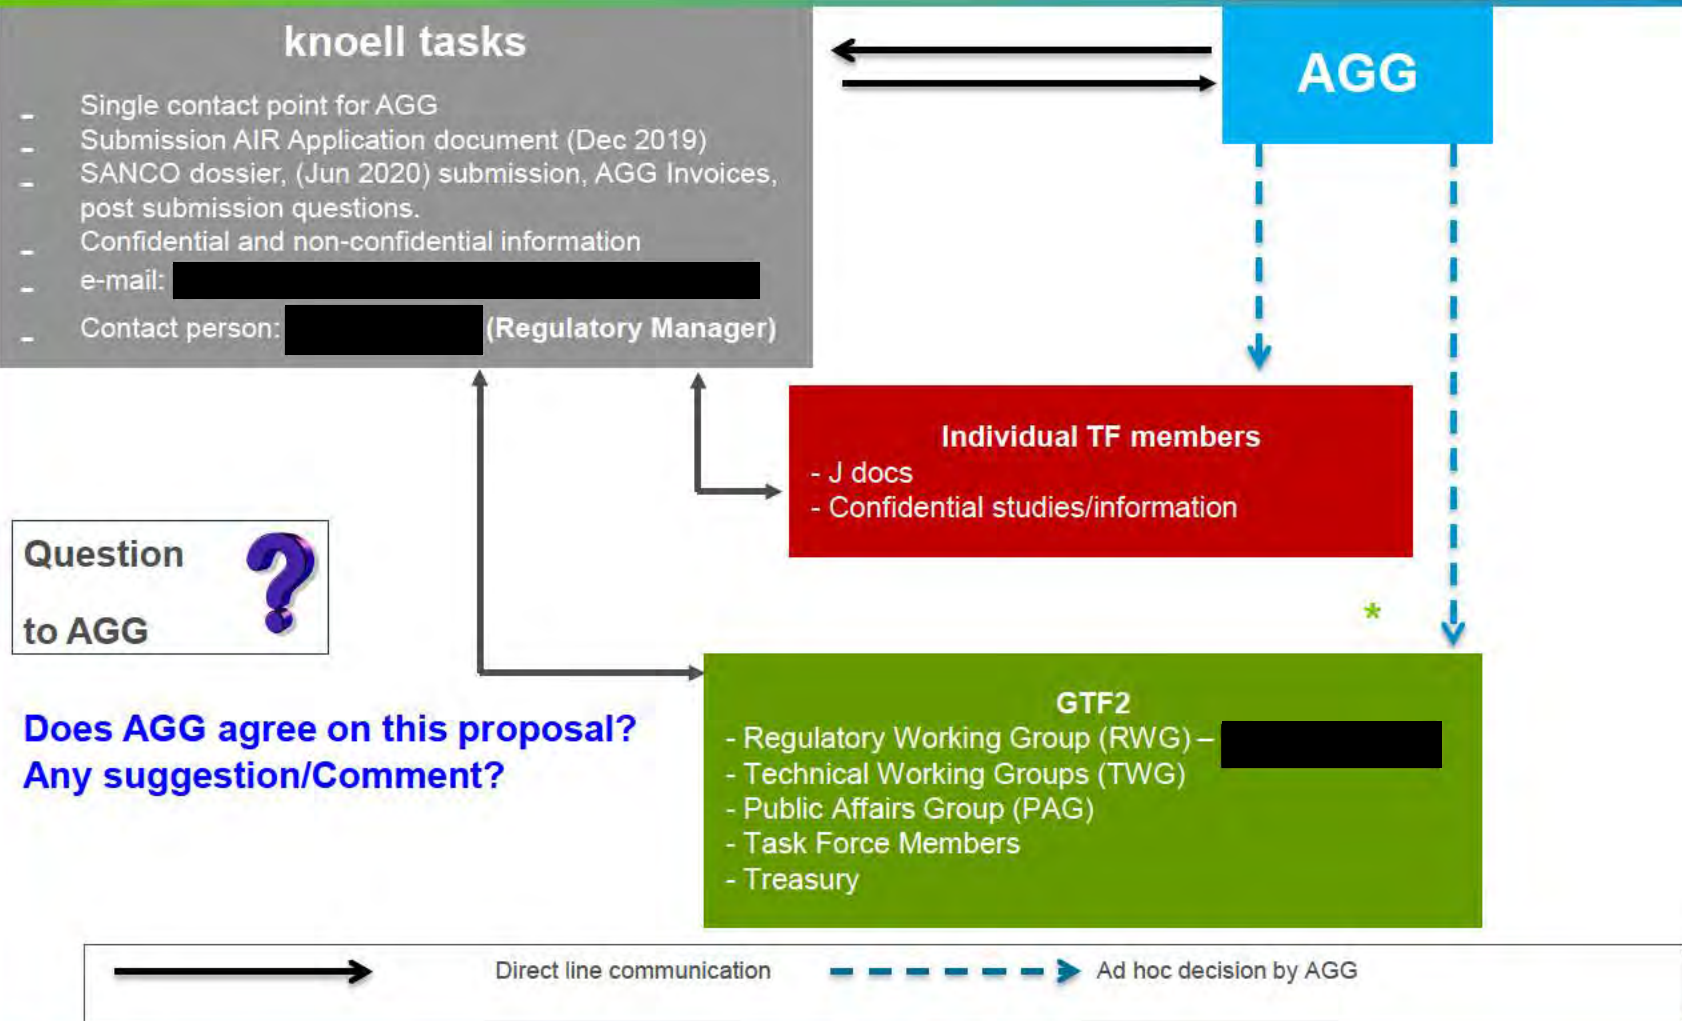 knoell tasks
- Single contact point for AGG
- Submission AIR Application document (Dec 2019)
- SANCO dossier, (Jun 2020) submission, AGG Invoices,
post submission questions.
- Confidential and non-confidential information
- e-mail:
- Contact person: (Regulatory Manager)
AGG
Individual TF members
- J docs
- Confidential studies/information
Question
to AGG
?
*
Does AGG agree on this proposal?
Any suggestion/Comment?
GTF2
- Regulatory Working Group (RWG) –
- Technical Working Groups (TWG)
- Public Affairs Group (PAG)
- Task Force Members
- Treasury
Direct line communication
Ad hoc decision by AGG